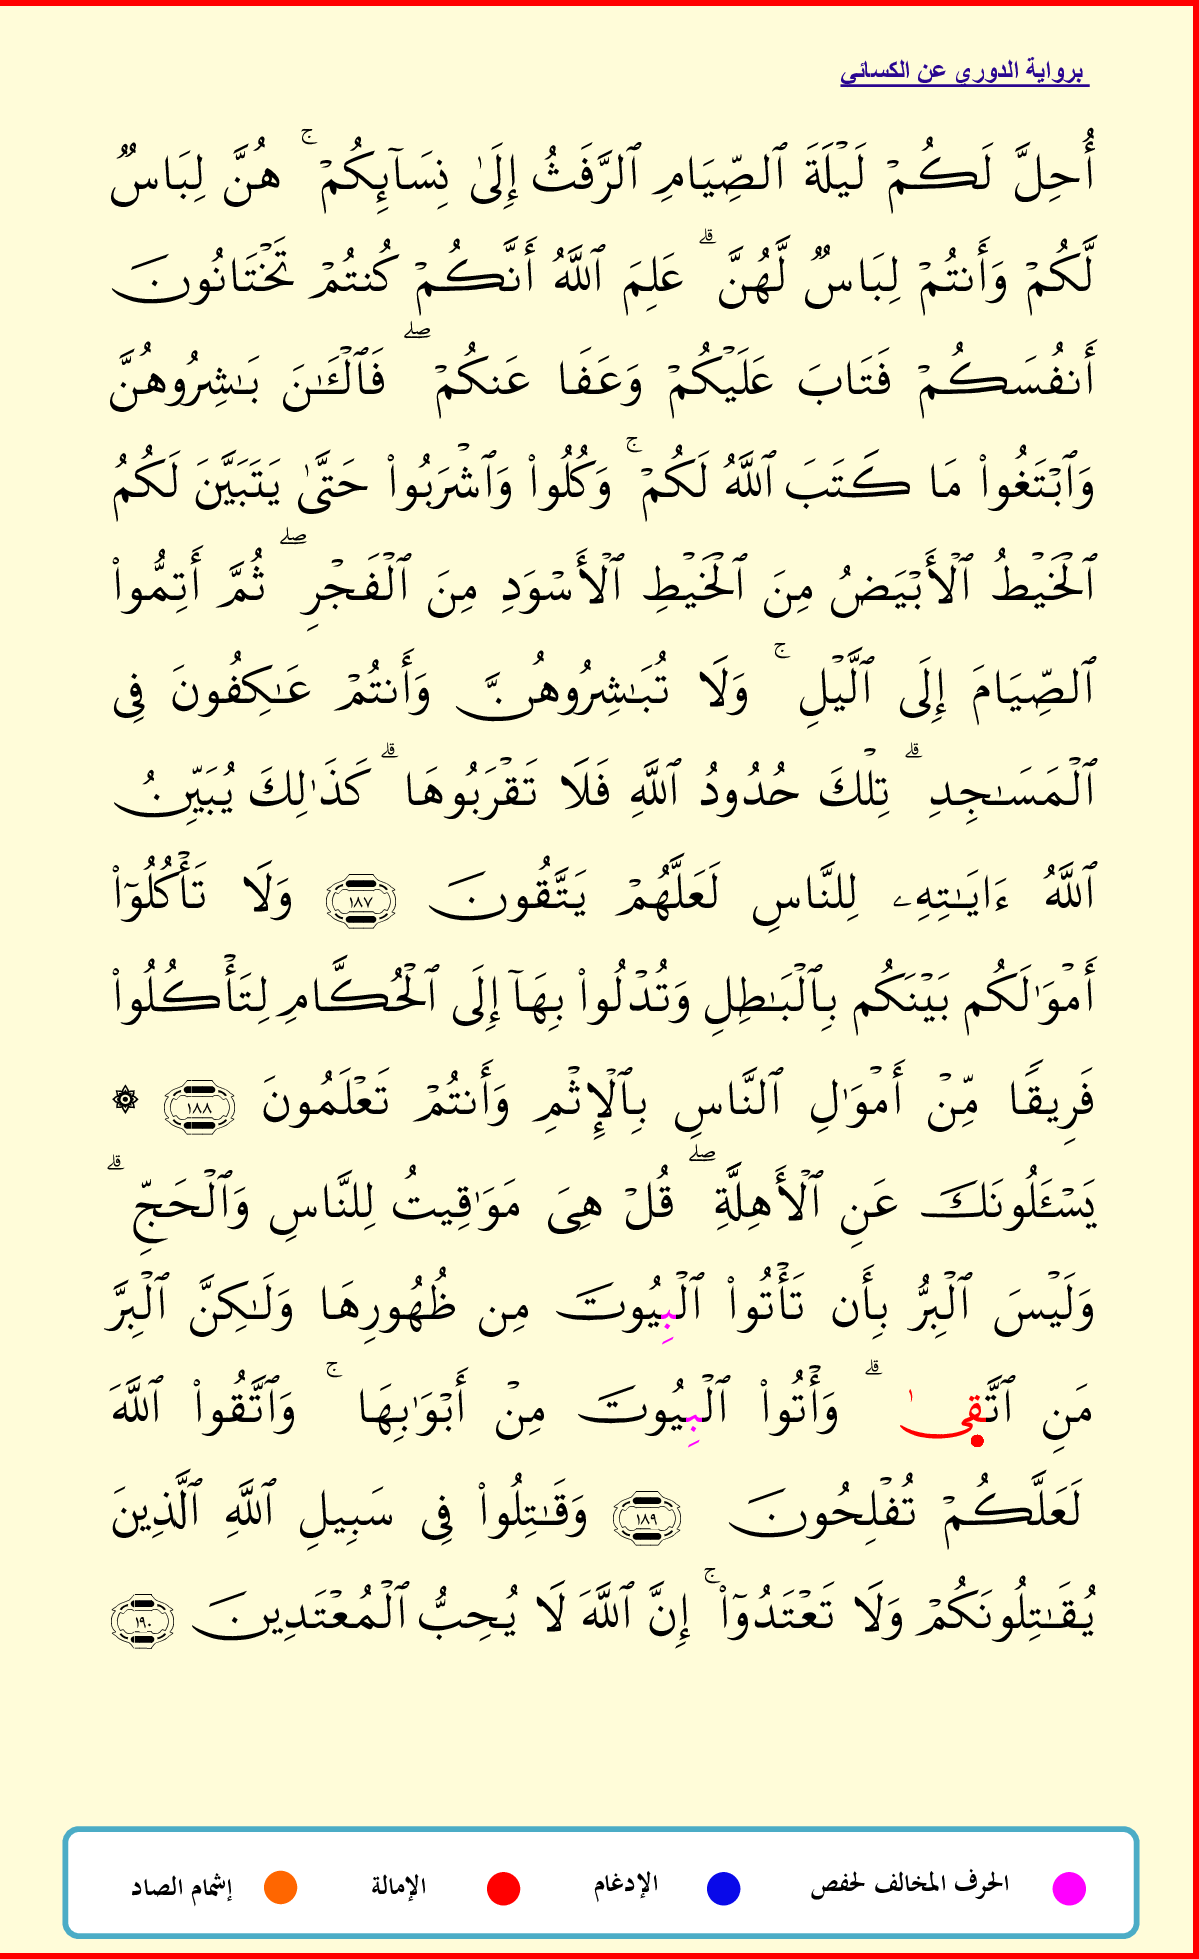 برواية الدوري عن الكسائي
أُحِلَّ لَكُمۡ لَيۡلَةَ ٱلصِّيَامِ ٱلرَّفَثُ إِلَىٰ نِسَآئِكُمۡۚ هُنَّ لِبَاسٞ
لَّكُمۡ وَأَنتُمۡ لِبَاسٞ لَّهُنَّۗ عَلِمَ ٱللَّهُ أَنَّكُمۡ كُنتُمۡ تَخۡتَانُونَ
أَنفُسَكُمۡ فَتَابَ عَلَيۡكُمۡ وَعَفَا عَنكُمۡۖ فَٱلۡـَٰٔنَ بَٰشِرُوهُنَّ
وَٱبۡتَغُواْ مَا كَتَبَ ٱللَّهُ لَكُمۡۚ وَكُلُواْ وَٱشۡرَبُواْ حَتَّىٰ يَتَبَيَّنَ لَكُمُ
ٱلۡخَيۡطُ ٱلۡأَبۡيَضُ مِنَ ٱلۡخَيۡطِ ٱلۡأَسۡوَدِ مِنَ ٱلۡفَجۡرِۖ ثُمَّ أَتِمُّواْ
ٱلصِّيَامَ إِلَى ٱلَّيۡلِۚ وَلَا تُبَٰشِرُوهُنَّ وَأَنتُمۡ عَٰكِفُونَ فِي
ٱلۡمَسَٰجِدِۗ تِلۡكَ حُدُودُ ٱللَّهِ فَلَا تَقۡرَبُوهَاۗ كَذَٰلِكَ يُبَيِّنُ
ٱللَّهُ ءَايَٰتِهِۦ لِلنَّاسِ لَعَلَّهُمۡ يَتَّقُونَ ١٨٧ وَلَا تَأۡكُلُوٓاْ
أَمۡوَٰلَكُم بَيۡنَكُم بِٱلۡبَٰطِلِ وَتُدۡلُواْ بِهَآ إِلَى ٱلۡحُكَّامِ لِتَأۡكُلُواْ
فَرِيقٗا مِّنۡ أَمۡوَٰلِ ٱلنَّاسِ بِٱلۡإِثۡمِ وَأَنتُمۡ تَعۡلَمُونَ ١٨٨ ۞
يَسۡـَٔلُونَكَ عَنِ ٱلۡأَهِلَّةِۖ قُلۡ هِيَ مَوَٰقِيتُ لِلنَّاسِ وَٱلۡحَجِّۗ
وَلَيۡسَ ٱلۡبِرُّ بِأَن تَأۡتُواْ ٱلۡبِيُوتَ مِن ظُهُورِهَا وَلَٰكِنَّ ٱلۡبِرَّ
مَنِ ٱتَّقىٰۗ وَأۡتُواْ ٱلۡبِيُوتَ مِنۡ أَبۡوَٰبِهَاۚ وَٱتَّقُواْ ٱللَّهَ
لَعَلَّكُمۡ تُفۡلِحُونَ ١٨٩ وَقَٰتِلُواْ فِي سَبِيلِ ٱللَّهِ ٱلَّذِينَ
يُقَٰتِلُونَكُمۡ وَلَا تَعۡتَدُوٓاْۚ إِنَّ ٱللَّهَ لَا يُحِبُّ ٱلۡمُعۡتَدِينَ ١٩٠
الحرف المخالف لحفص الإدغام الإمالة إشمام الصاد